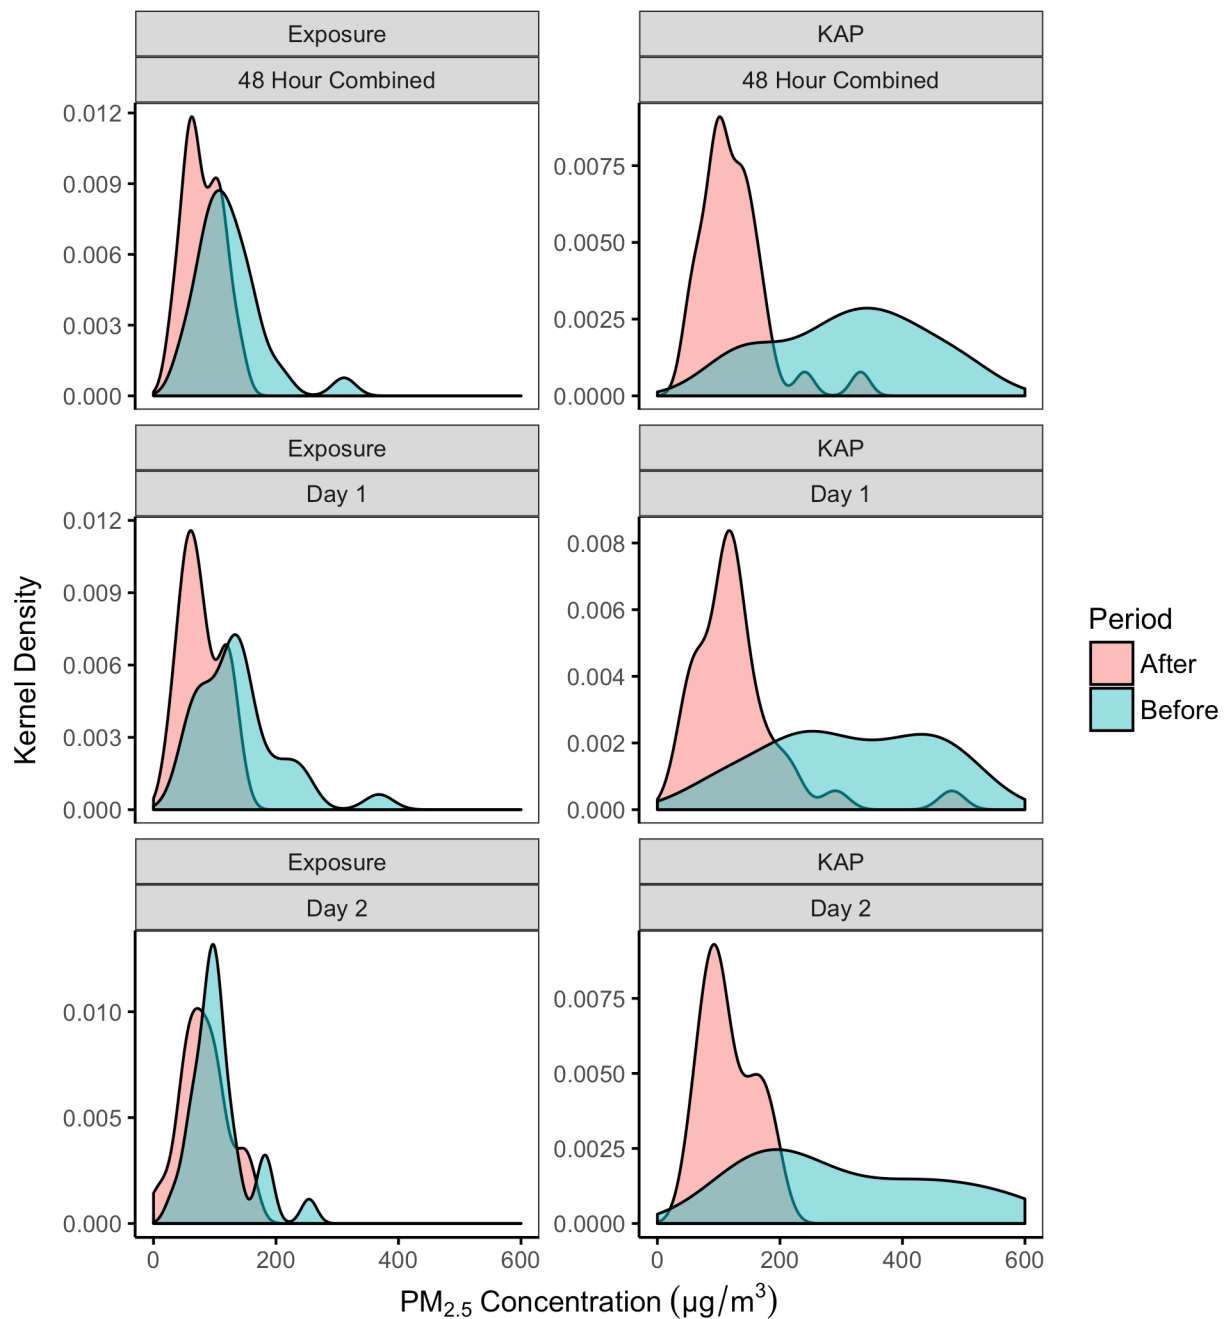 Exposure
48 Hour Combined
KAP
48 Hour Combined
0.012
0.009
0.006
0.003
0.000
0.0075
0.0050
0.0025
0.0000
Exposure
Day 1
KAP
Day 1
0.012
0.009
0.006
0.003
0.000
0.008
0.006
0.004
0.002
0.000
Exposure
Day 2
KAP
Day 2
0.010
0.005
0.000
0.0075
0.0050
0.0025
0.0000
0 200 400 600
0 200 400 600
Kernel Density
PM₂.₅ Concentration (μg/m³)
Period
After
Before